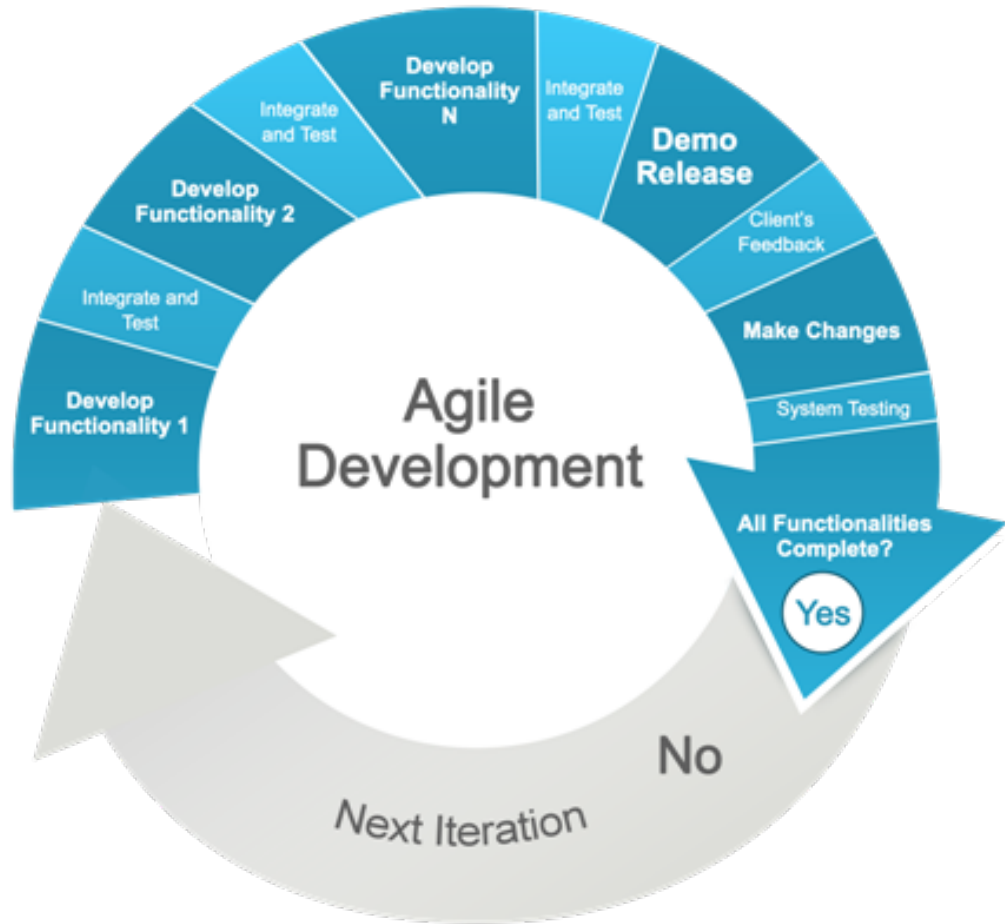 Develop
Functionality 1
Integrate and
Test
Develop
Functionality 2
Integrate
and Test
Develop
Functionality
N
Integrate
and Test
Demo
Release
Client's
Feedback
Make Changes
System Testing
All Functionalities
Complete?
Yes
No
Next Iteration
Agile
Development